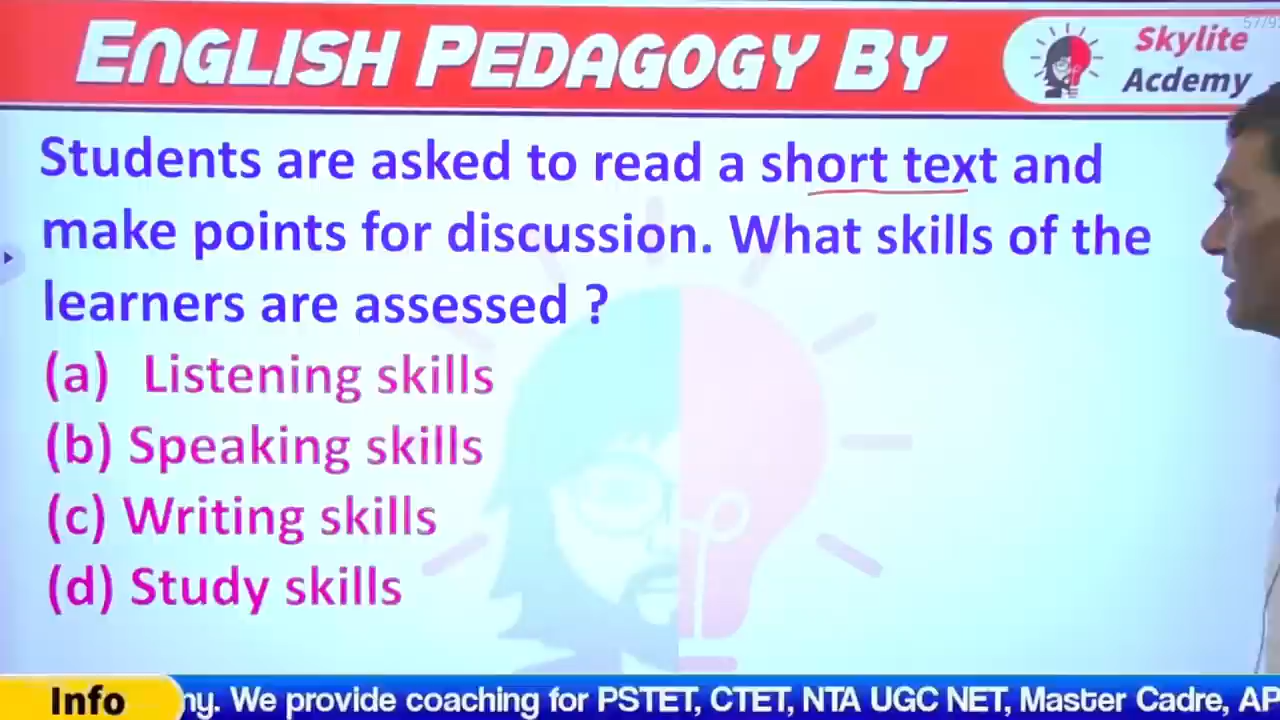 ENGLISH PEDAGOGY BY
Skylite
Acdemy
Students are asked to read a short text and
make points for discussion. What skills of the
learners are assessed ?
(a) Listening skills
(b) Speaking skills
(c) Writing skills
(d) Study skills
Info
ny. We provide coaching for PSTET, CTET, NTA UGC NET, Master Cadre, AP